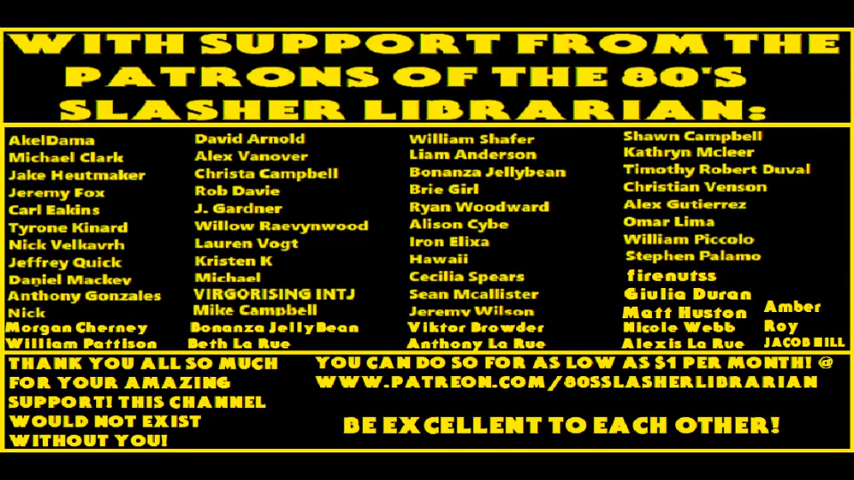 WITH SUPPORT FROM THE
PATRONS OF THE 80'S
SLASHER LIBRARIAN:
AkelDama
Michael Clark
Jake Heutmaker
Jeremy Fox
Carl Eakins
Tyrone Kinard
Nick Velkavrh
Jeffrey Quick
Daniel Mackey
Anthony Gonzales
Nick
Morgan Cherney
William Pattison
David Arnold
Alex Vanover
Christa Campbell
Rob Davie
J. Gardner
Willow Raevynwood
Lauren Vogt
Kristen K
Michael
VIRGORISING INTJ
Mike Campbell
Bonanza JellyBean
Beth La Rue
William Shafer
Liam Anderson
Bonanza Jellybean
Brie Girl
Ryan Woodward
Alison Cybe
Iron Elixa
Hawaii
Cecilia Spears
Sean Mcallister
Jeremy Wilson
Viktor Browder
Anthony La Rue
Shawn Campbell
Kathryn Mcleer
Timothy Robert Duval
Christian Venson
Alex Gutierrez
Omar Lima
William Piccolo
Stephen Palamo
firenutss
Giulia Duran
Matt Huston
Nicole Webb
Alexis La Rue
Amber
Roy
JACOB HILL
THANK YOU ALL SO MUCH
FOR YOUR AMAZING
SUPPORT! THIS CHANNEL
WOULD NOT EXIST
WITHOUT YOU!
YOU CAN DO SO FOR AS LOW AS $1 PER MONTH! @
WWW.PATREON.COM/80SSLASHERLIBRARIAN
BE EXCELLENT TO EACH OTHER!